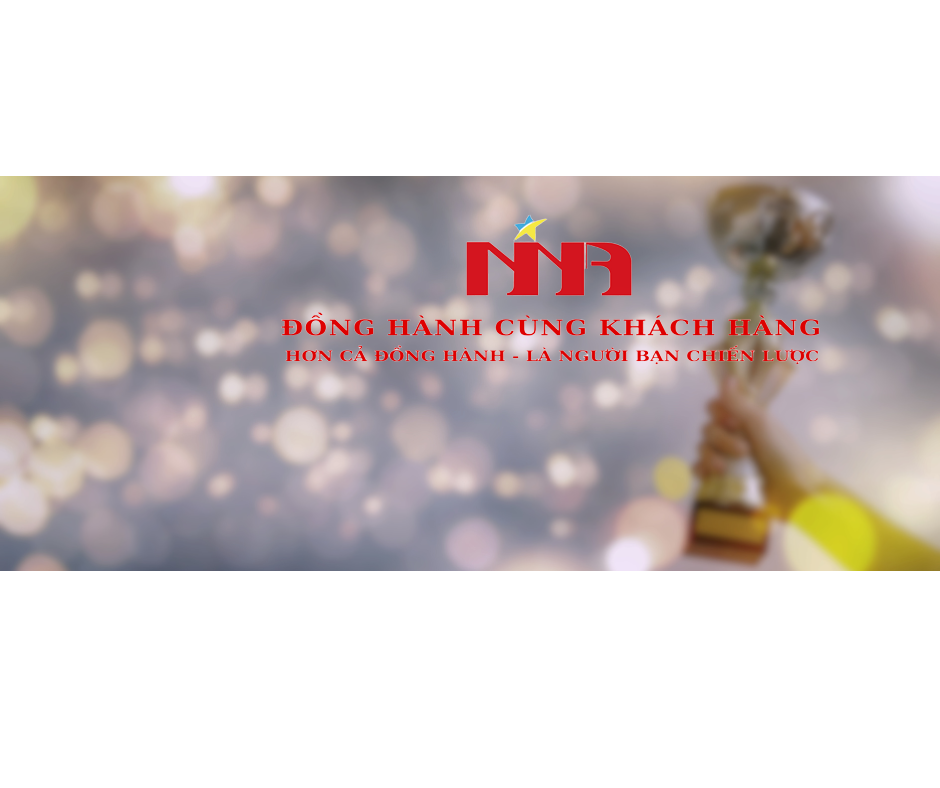 NNA
ĐỒNG HÀNH CÙNG KHÁCH HÀNG
HƠN CẢ ĐỒNG HÀNH - LÀ NGƯỜI BẠN CHIẾN LƯỢC